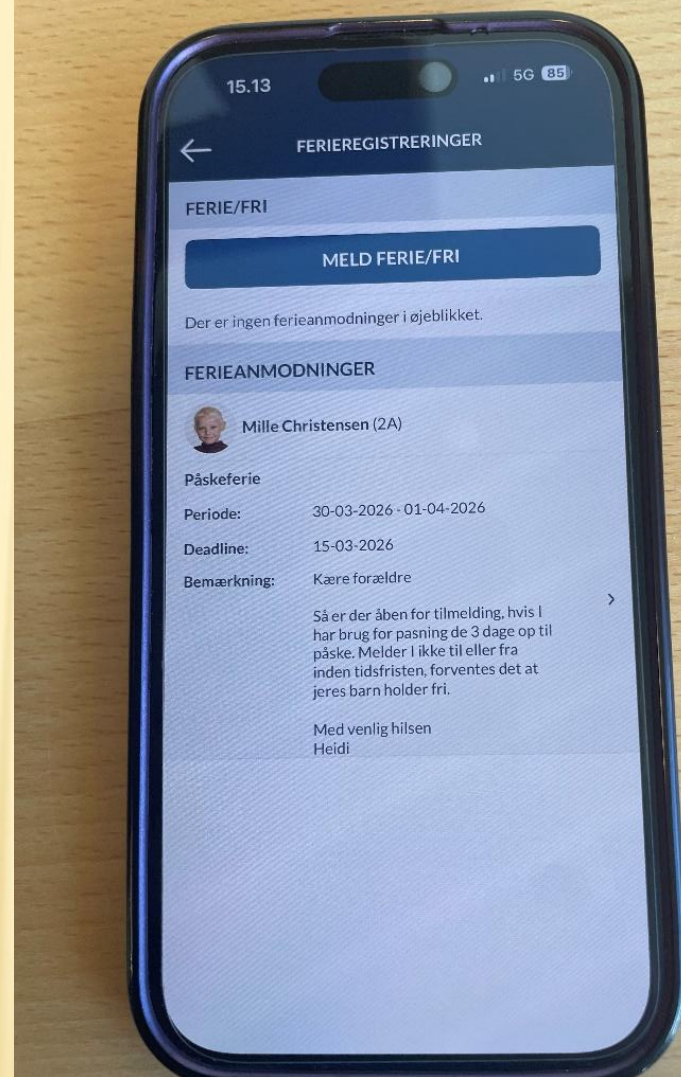 15.13
5G 85
FERIEREGISTRERINGER
FERIE/FRI
MELD FERIE/FRI
Der er ingen ferieanmodninger i øjeblikket.
FERIEANMODNINGER
Mille Christensen (2A)
Påskeferie
Periode: 30-03-2026 - 01-04-2026
Deadline: 15-03-2026
Bemærkning: Kære forældre
Så er der åben for tilmelding, hvis I
har brug for pasning de 3 dage op til
påske. Melder I ikke til eller fra
inden tidsfristen, forventes det at
jeres barn holder fri.
Med venlig hilsen
Heidi